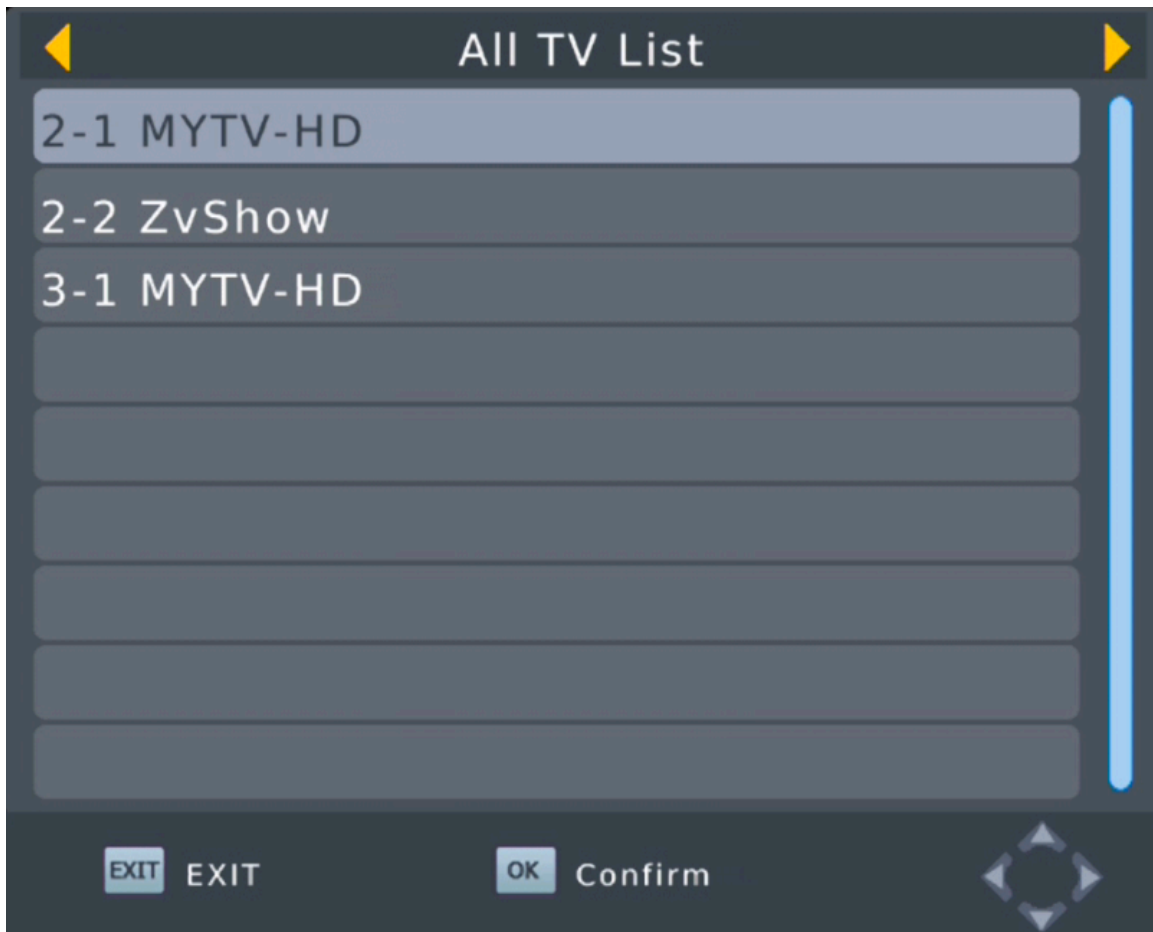 All TV List
2-1 MYTV-HD
2-2 ZvShow
3-1 MYTV-HD
EXIT EXIT OK Confirm